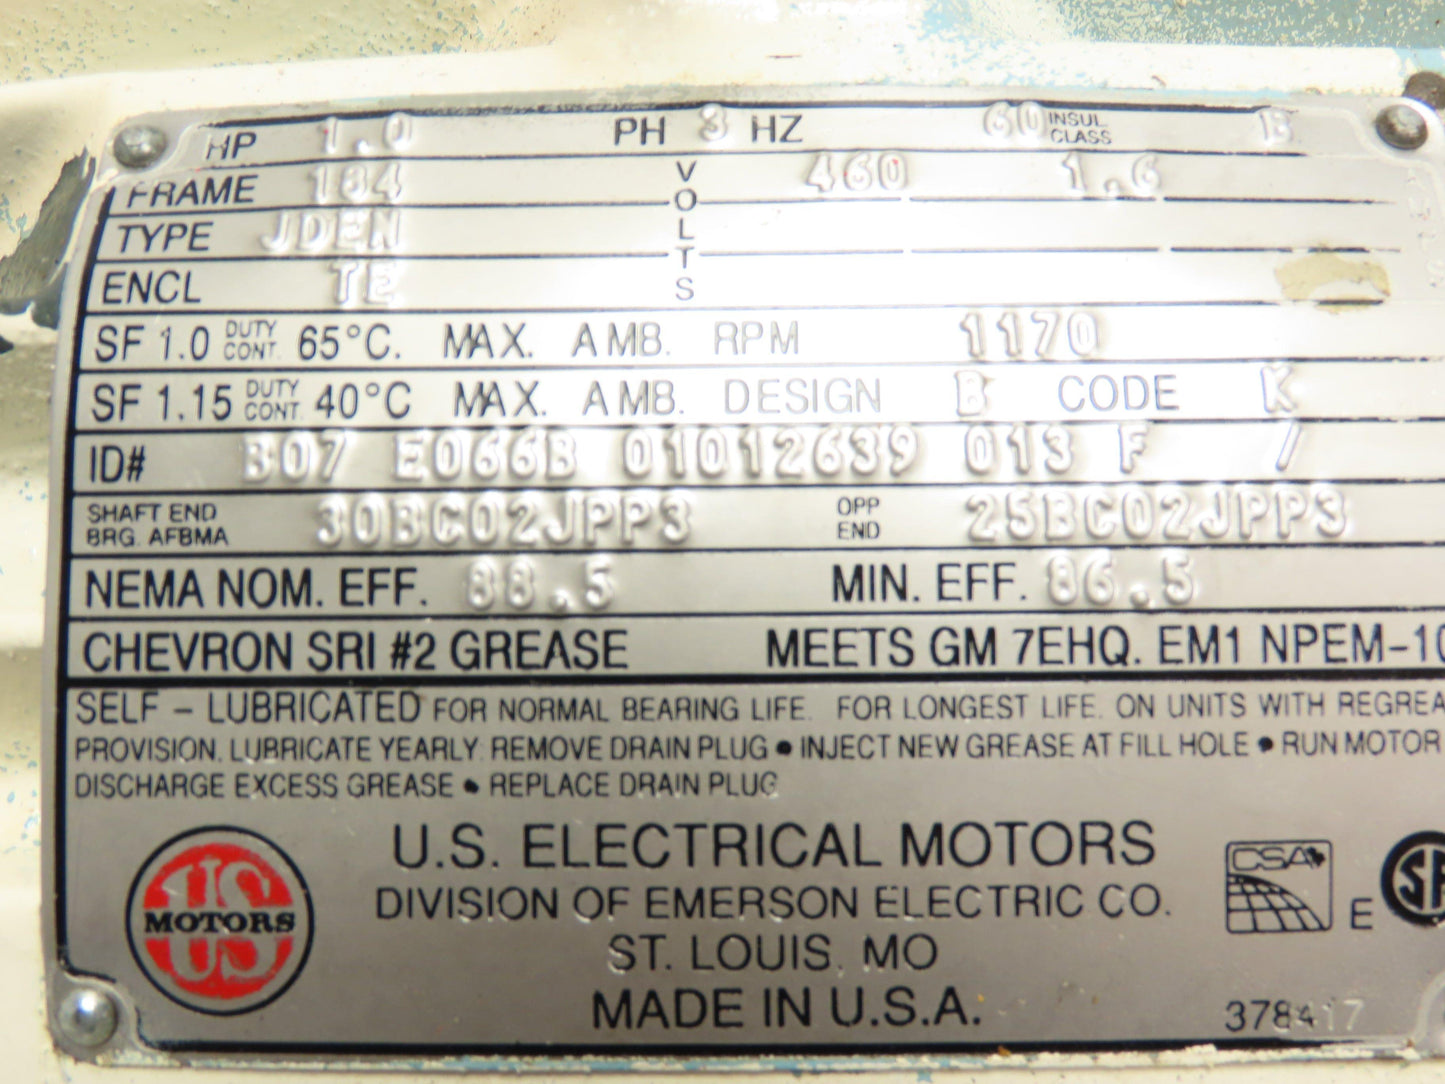 HP 1.0 PH 3 HZ 60 INSUL CLASS B
FRAME 184 VOLTS 460 1.6 AMPS
TYPE JDEN
ENCL TE
SF 1.0 DUTY CONT. 65°C. MAX. AMB. RPM 1170
SF 1.15 DUTY CONT. 40°C MAX. AMB. DESIGN B CODE K
ID# B07 E066B 01012639 013 F /
SHAFT END BRG. AFBMA 30BC02JPP3 OPP END 25BC02JPP3
NEMA NOM. EFF. 88.5 MIN. EFF. 86.5
CHEVRON SRI #2 GREASE MEETS GM 7EHQ. EM1 NPEM-10
SELF - LUBRICATED FOR NORMAL BEARING LIFE. FOR LONGEST LIFE, ON UNITS WITH REGREA
PROVISION, LUBRICATE YEARLY: REMOVE DRAIN PLUG • INJECT NEW GREASE AT FILL HOLE • RUN MOTOR
DISCHARGE EXCESS GREASE • REPLACE DRAIN PLUG
US MOTORS
U.S. ELECTRICAL MOTORS
DIVISION OF EMERSON ELECTRIC CO.
ST. LOUIS, MO
MADE IN U.S.A.
CSA E
SA
378417